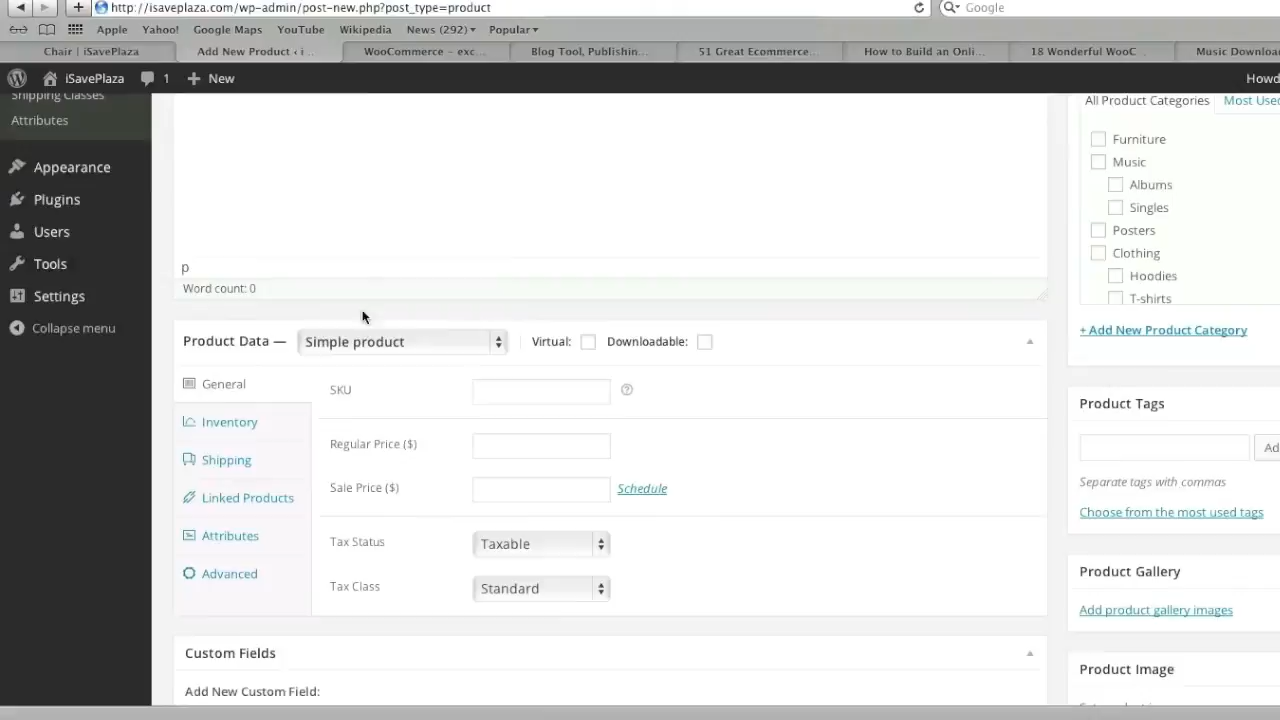 http://isaveplaza.com/wp-admin/post-new.php?post_type=product
Google
Apple Yahoo! Google Maps YouTube Wikipedia News (292) Popular
Chair | iSavePlaza Add New Product ‹ i... WooCommerce – exc... Blog Tool, Publishin... 51 Great Ecommerce... How to Build an Onli... 18 Wonderful WooC... Music Downloa
iSavePlaza 1 New Howd
Shipping Classes
Attributes
Appearance
Plugins
Users
Tools
Settings
Collapse menu
p
Word count: 0
Product Data — Simple product Virtual: Downloadable:
General
Inventory
Shipping
Linked Products
Attributes
Advanced
SKU
Regular Price ($)
Sale Price ($) Schedule
Tax Status Taxable
Tax Class Standard
Custom Fields
Add New Custom Field:
All Product Categories Most Used
Furniture
Music
Albums
Singles
Posters
Clothing
Hoodies
T-shirts
+ Add New Product Category
Product Tags
Ad
Separate tags with commas
Choose from the most used tags
Product Gallery
Add product gallery images
Product Image